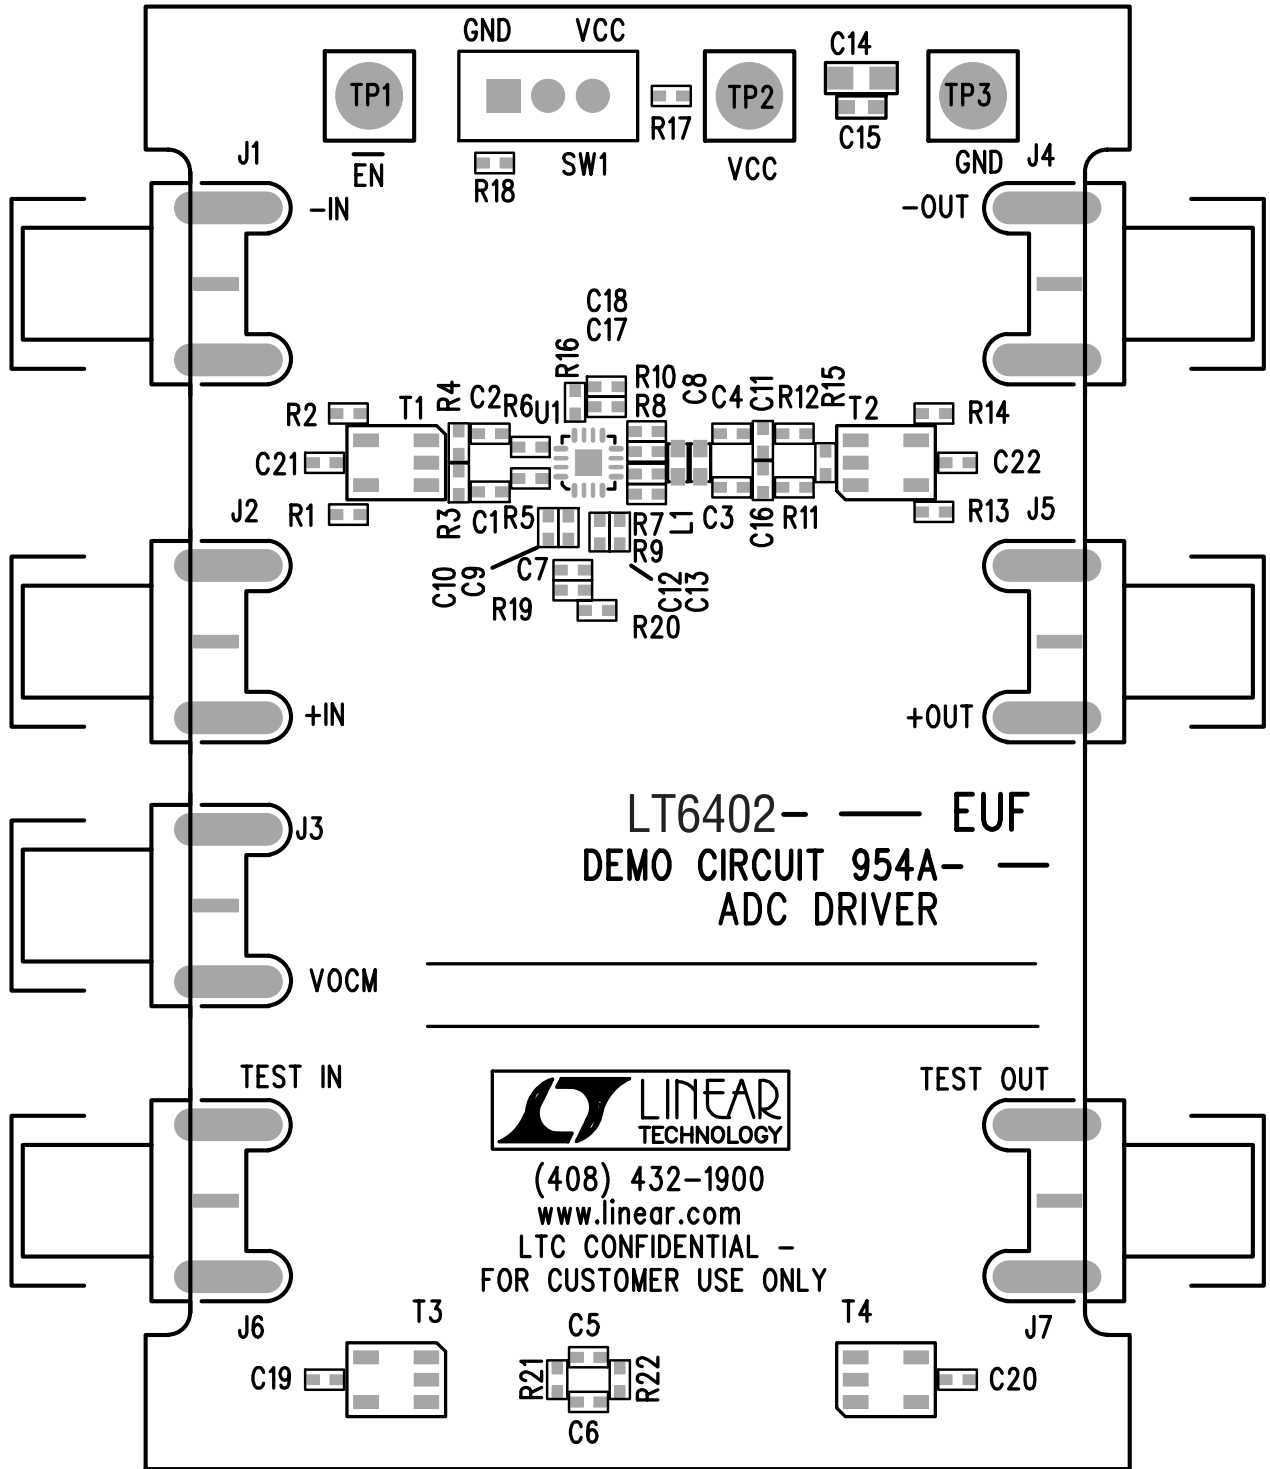 GND VCC
C14
TP1
TP2
TP3
R17
C15
EN
R18
SW1
VCC
GND
J1
J4
-IN
-OUT
C18
C17
R16
R10
R8
C8
C4
C11
R12
R15
T2
R14
R2
T1
R4
C2
R6
U1
C21
C22
J2
R1
R3
C1
R5
R7
R9
L1
C3
C16
R11
R13
J5
C10
C9
C7
C12
C13
R19
R20
+IN
+OUT
LT6402- — EUF
DEMO CIRCUIT 954A- —
ADC DRIVER
J3
VOCM
TEST IN
TEST OUT
LINEAR
TECHNOLOGY
(408) 432-1900
www.linear.com
LTC CONFIDENTIAL -
FOR CUSTOMER USE ONLY
J6
T3
C5
T4
J7
C19
R21
R22
C20
C6